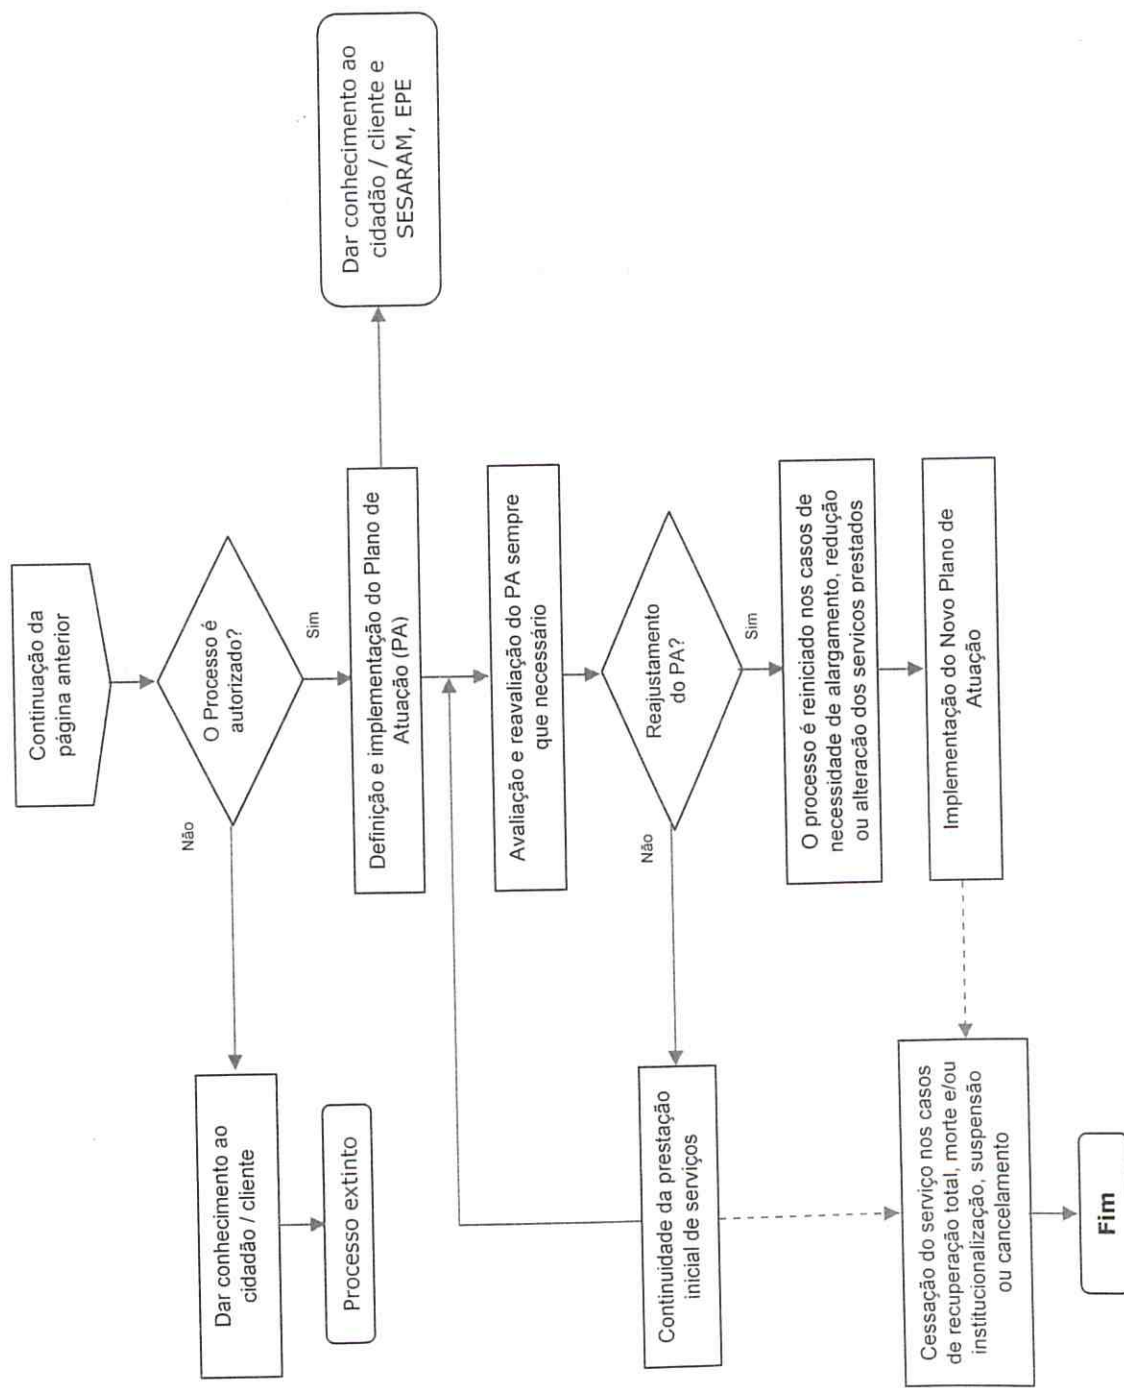 Continuação da
página anterior
O Processo é
autorizado?
Não
Sim
Dar conhecimento ao
cidadão / cliente
Processo extinto
Definição e implementação do Plano de
Atuação (PA)
Dar conhecimento ao
cidadão / cliente e
SESARAM, EPE
Avaliação e reavaliação do PA sempre
que necessário
Reajustamento
do PA?
Não
Sim
Continuidade da prestação
inicial de serviços
O processo é reiniciado nos casos de
necessidade de alargamento, redução
ou alteracão dos servicos prestados
Implementação do Novo Plano de
Atuação
Cessação do serviço nos casos
de recuperação total, morte e/ou
institucionalização, suspensão
ou cancelamento
Fim